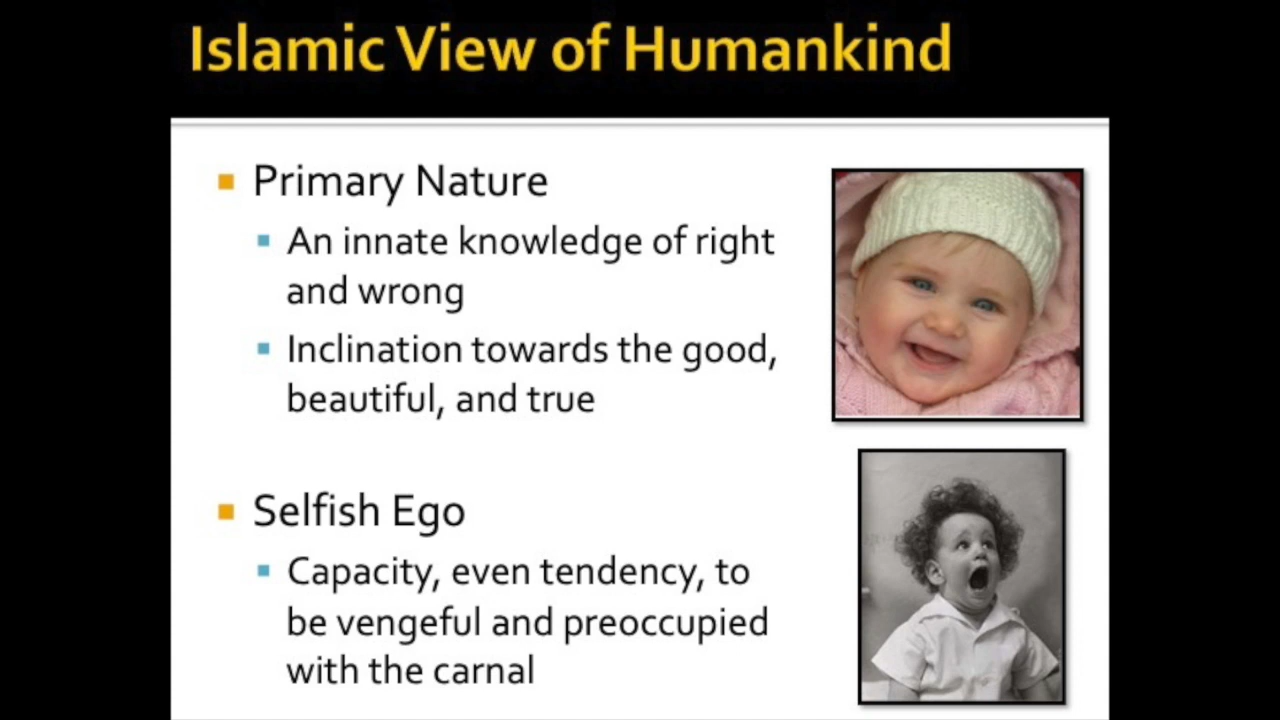 Islamic View of Humankind
Primary Nature
An innate knowledge of right
and wrong
Inclination towards the good,
beautiful, and true
Selfish Ego
Capacity, even tendency, to
be vengeful and preoccupied
with the carnal